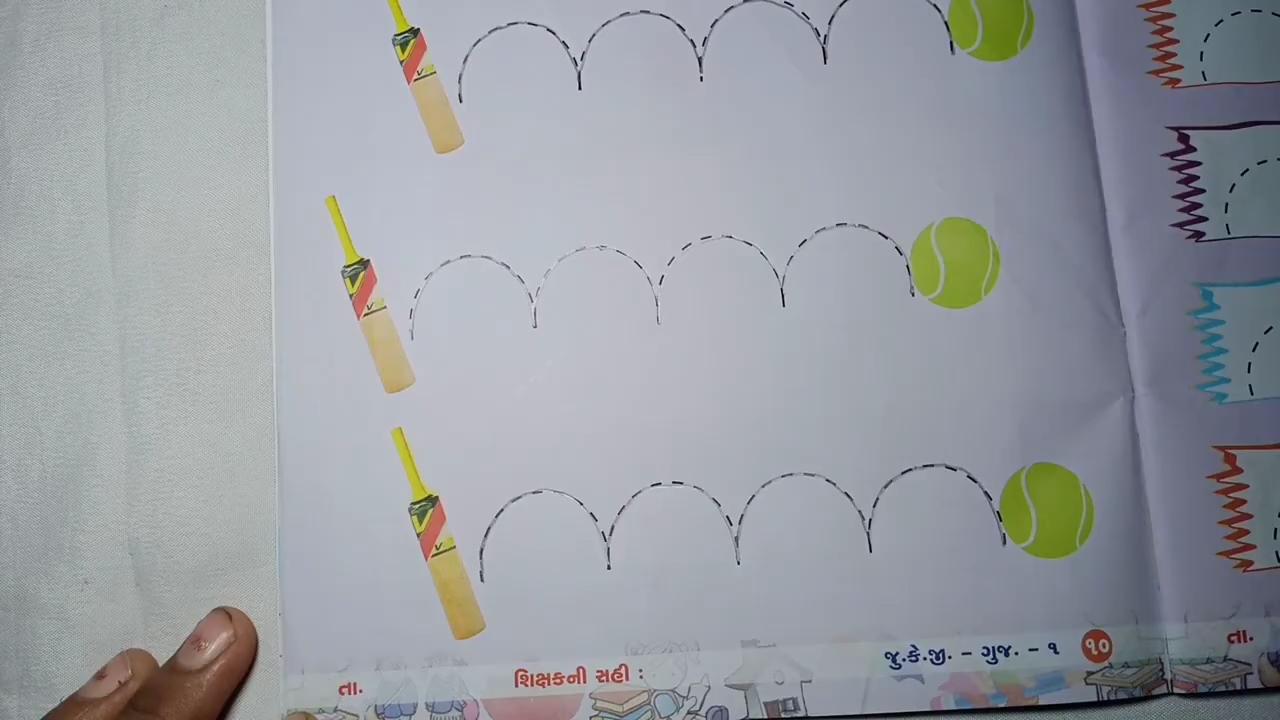 તા.
શિક્ષકની સહી :
જુ.કે.જી. - ગુજ. - ૧
૧૦
તા.